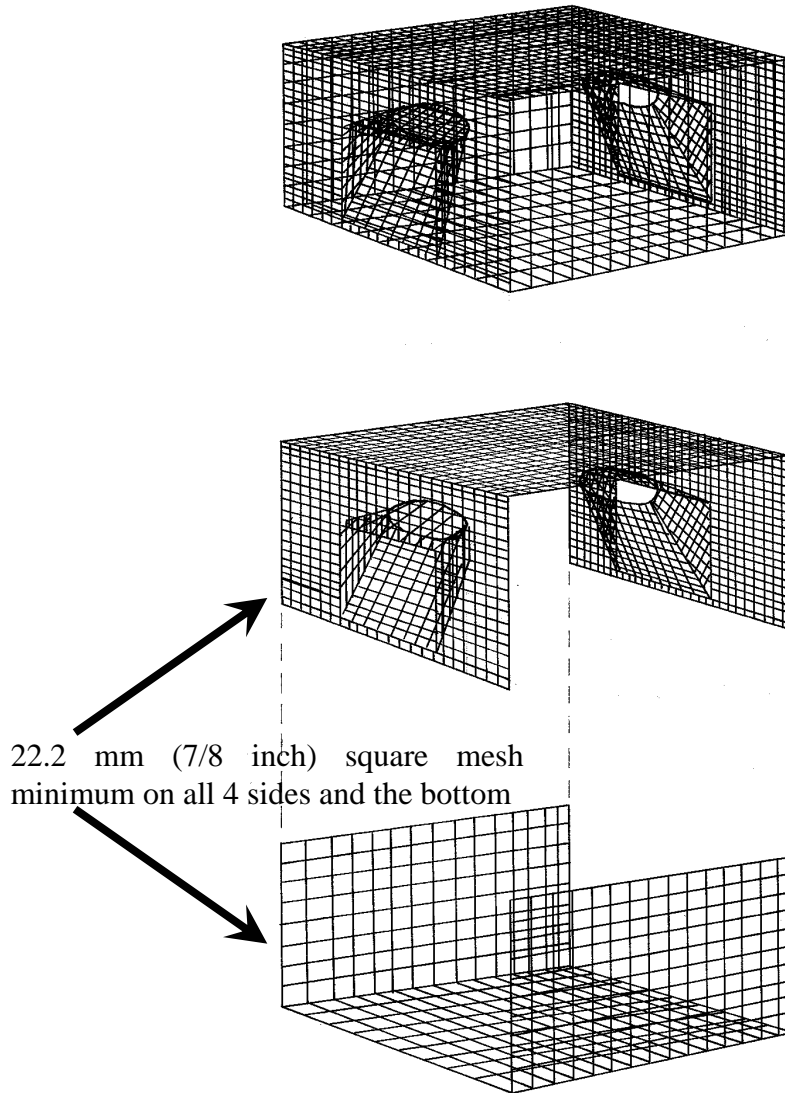 22.2 mm (7/8 inch) square mesh
minimum on all 4 sides and the bottom